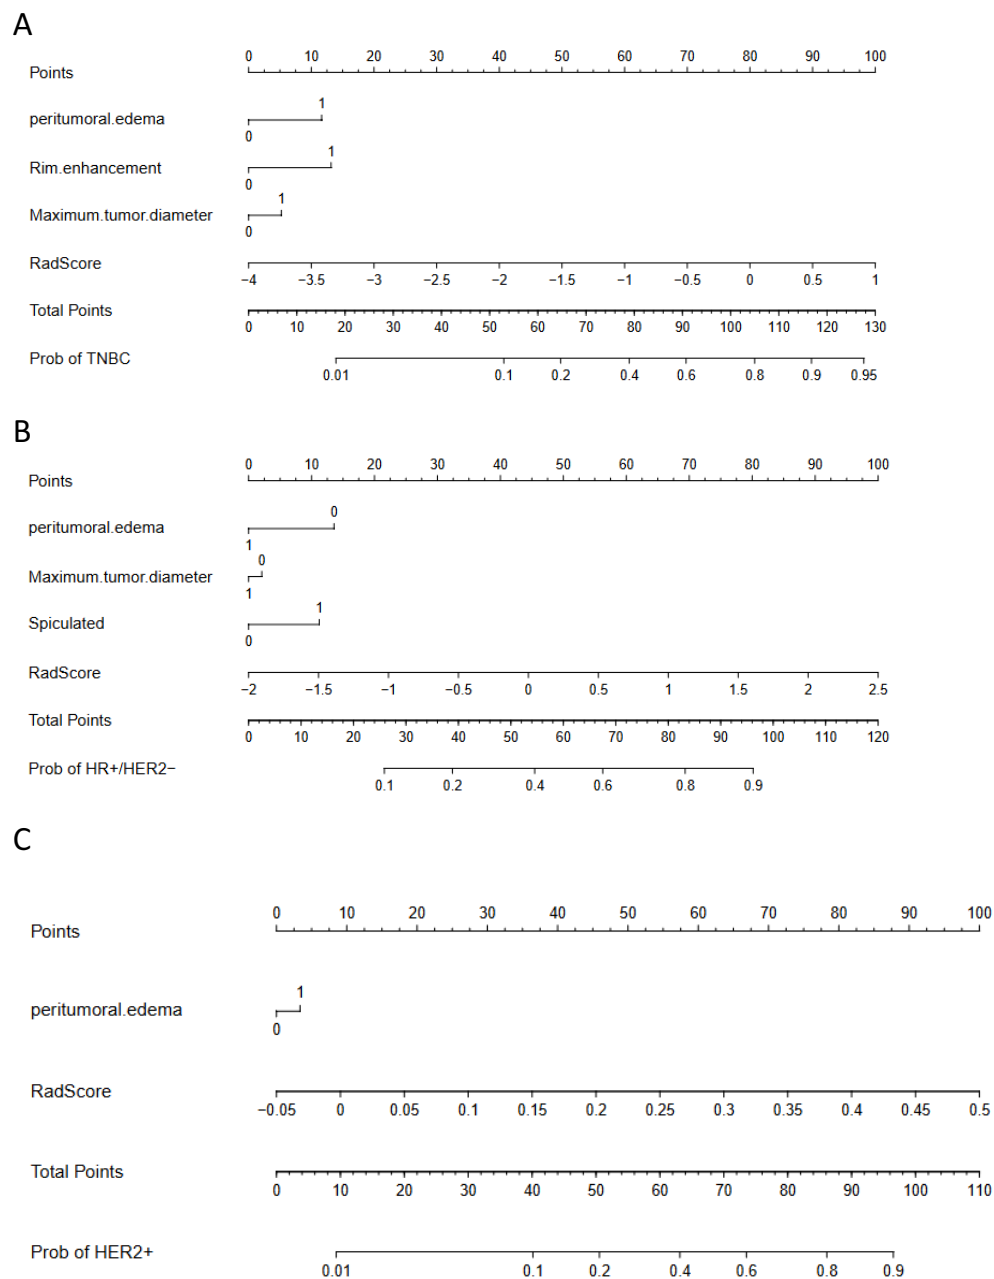 A
0 10 20 30 40 50 60 70 80 90 100
Points
1
peritumoral.edema
0
1
Rim.enhancement
0
1
Maximum.tumor.diameter
0
RadScore
−4 −3.5 −3 −2.5 −2 −1.5 −1 −0.5 0 0.5 1
Total Points
0 10 20 30 40 50 60 70 80 90 100 110 120 130
Prob of TNBC
0.01 0.1 0.2 0.4 0.6 0.8 0.9 0.95
B
0 10 20 30 40 50 60 70 80 90 100
Points
0
peritumoral.edema
1
0
Maximum.tumor.diameter
1
1
Spiculated
0
RadScore
−2 −1.5 −1 −0.5 0 0.5 1 1.5 2 2.5
Total Points
0 10 20 30 40 50 60 70 80 90 100 110 120
Prob of HR+/HER2−
0.1 0.2 0.4 0.6 0.8 0.9
C
0 10 20 30 40 50 60 70 80 90 100
Points
1
peritumoral.edema
0
RadScore
−0.05 0 0.05 0.1 0.15 0.2 0.25 0.3 0.35 0.4 0.45 0.5
Total Points
0 10 20 30 40 50 60 70 80 90 100 110
Prob of HER2+
0.01 0.1 0.2 0.4 0.6 0.8 0.9